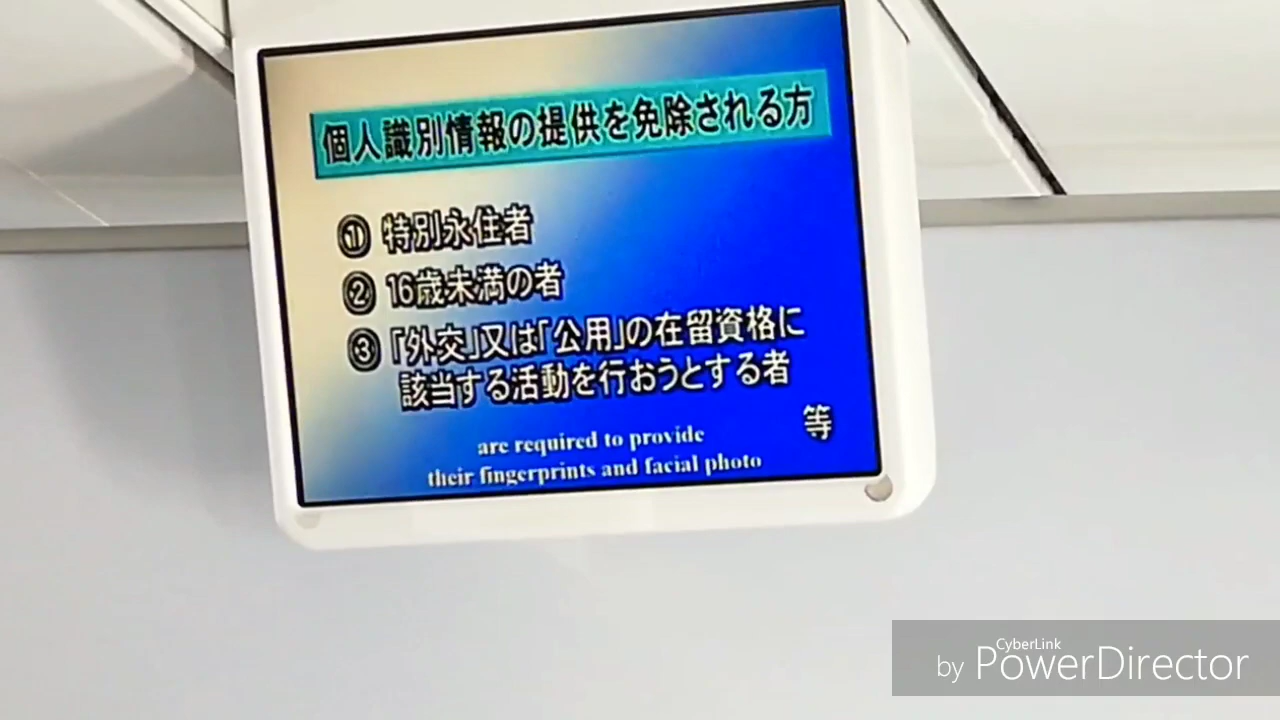 個人識別情報の提供を免除される方
① 特別永住者
② 16歳未満の者
③ 「外交」又は「公用」の在留資格に
該当する活動を行おうとする者
等
are required to provide
their fingerprints and facial photo
CyberLink
by PowerDirector